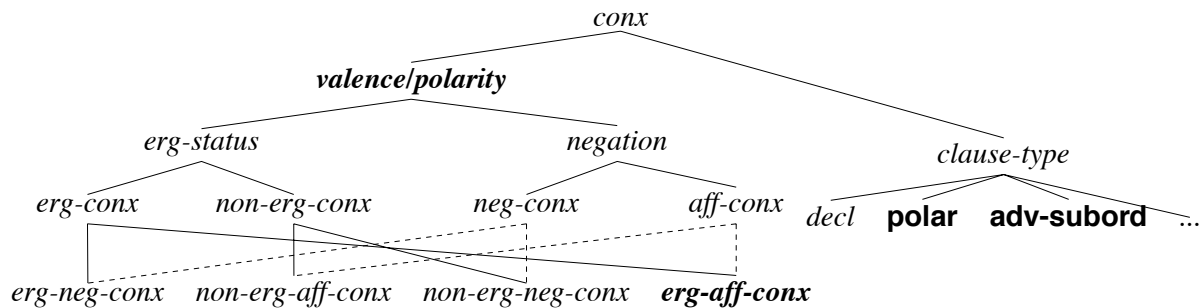 conx
valence/polarity
erg-status negation clause-type
erg-conx non-erg-conx neg-conx aff-conx decl polar adv-subord ...
erg-neg-conx non-erg-aff-conx non-erg-neg-conx erg-aff-conx